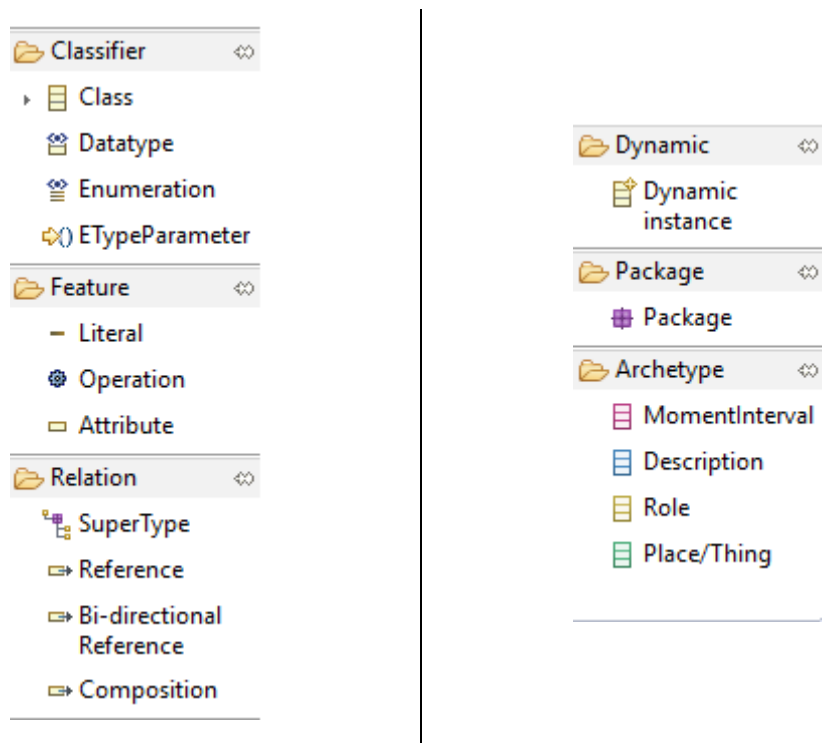 Classifier
Class
Datatype
Enumeration
ETypeParameter
Feature
Literal
Operation
Attribute
Relation
SuperType
Reference
Bi-directional
Reference
Composition
Dynamic
Dynamic
instance
Package
Package
Archetype
MomentInterval
Description
Role
Place/Thing